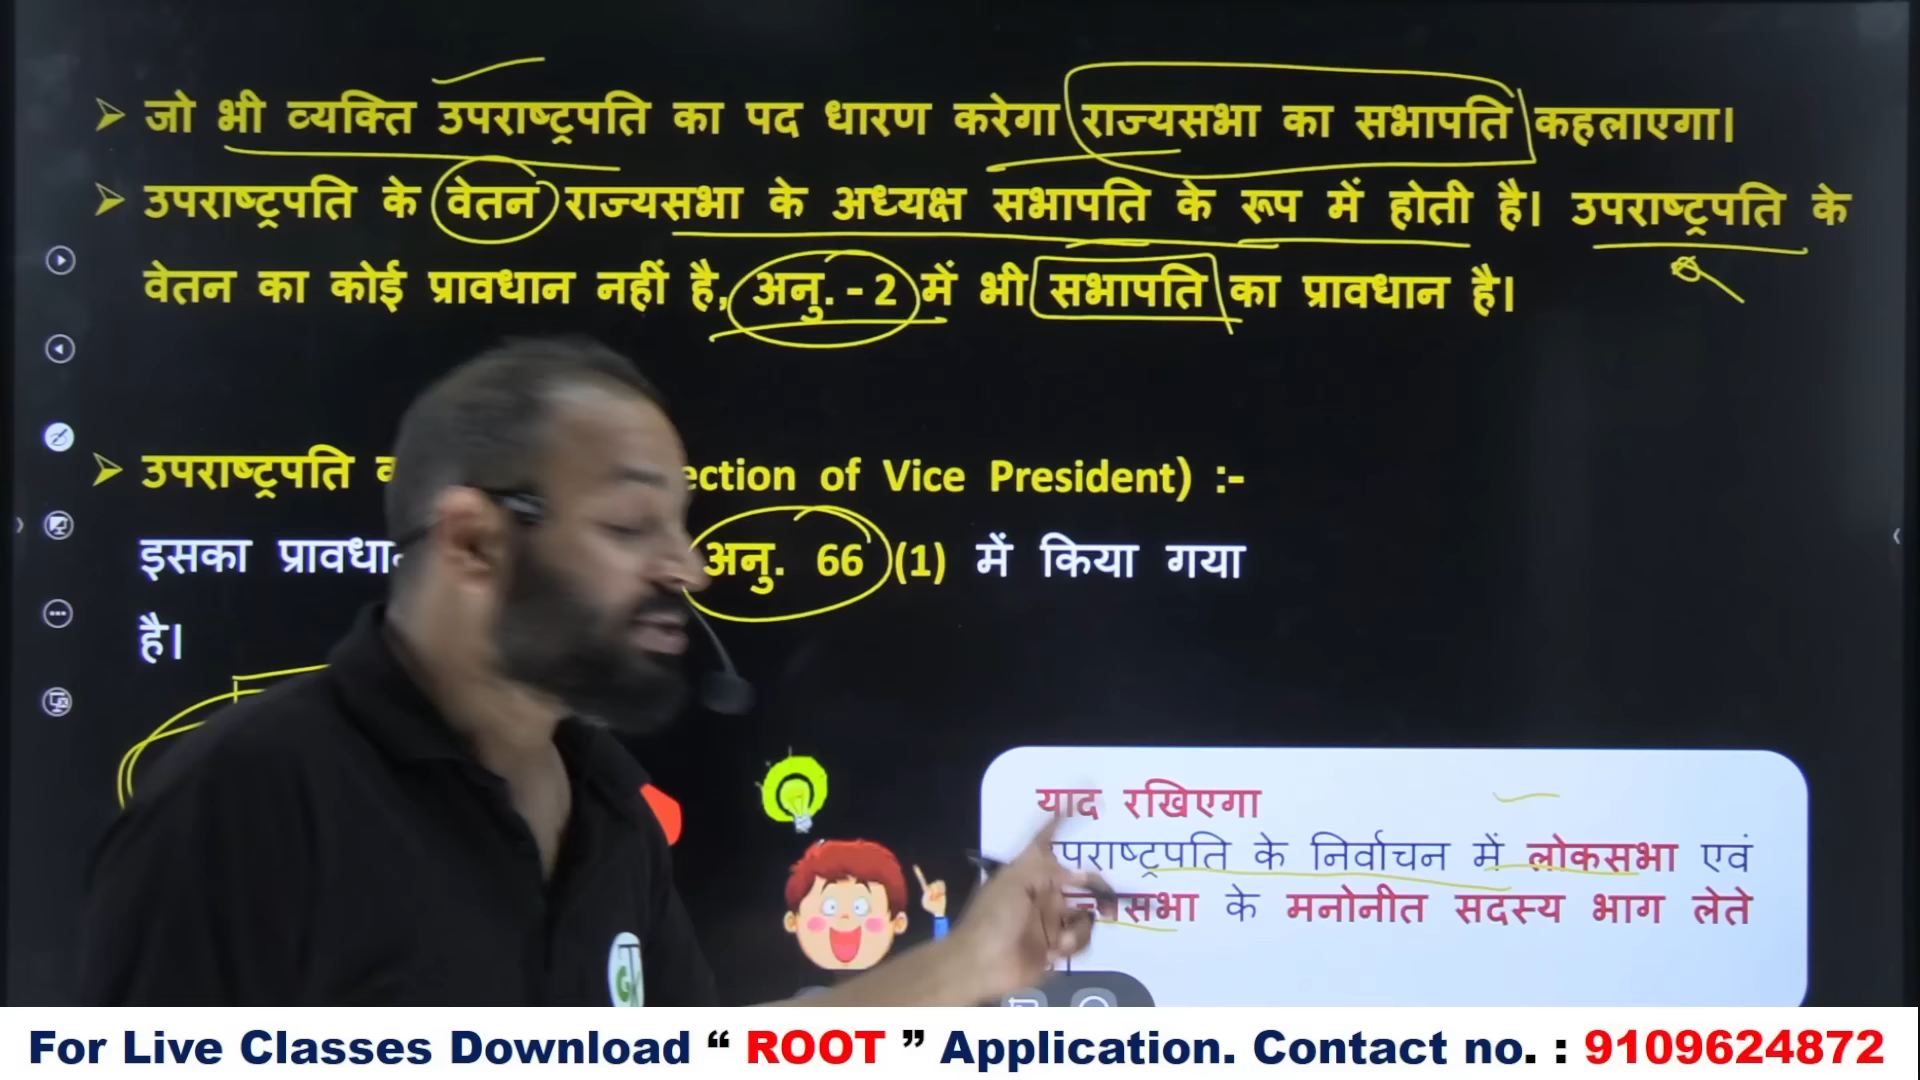 ➢ जो भी व्यक्ति उपराष्ट्रपति का पद धारण करेगा राज्यसभा का सभापति कहलाएगा।
➢ उपराष्ट्रपति के वेतन राज्यसभा के अध्यक्ष सभापति के रूप में होती है। उपराष्ट्रपति के
वेतन का कोई प्रावधान नहीं है, अनु. - 2 में भी सभापति का प्रावधान है।
➢ उपराष्ट्रपति of Vice President) :-
इसका अनु. 66 (1) में किया गया
है।
याद रखिएगा
के निर्वाचन में लोकसभा एवं
के मनोनीत सदस्य भाग लेते
For Live Classes Download “ ROOT ” Application. Contact no. : 9109624872